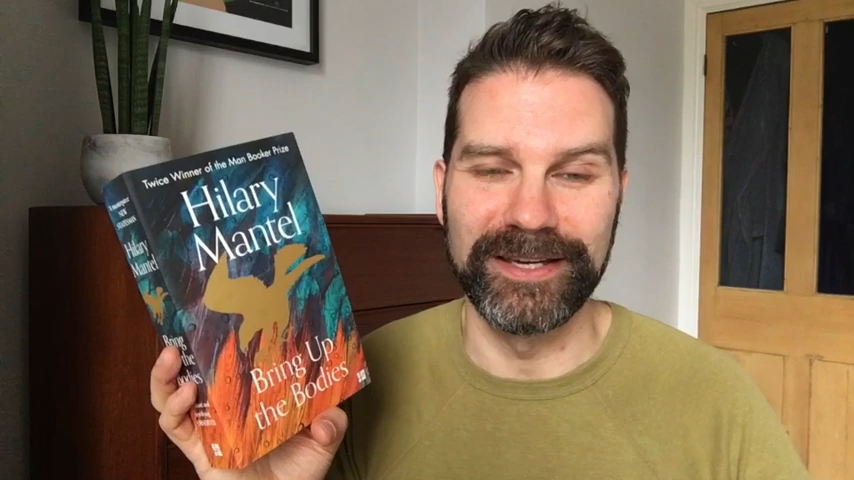 Twice Winner of the Man Booker Prize
Hilary
Mantel
Bring Up
the Bodies
Hilary
Mantel
Bring
the
Bodies